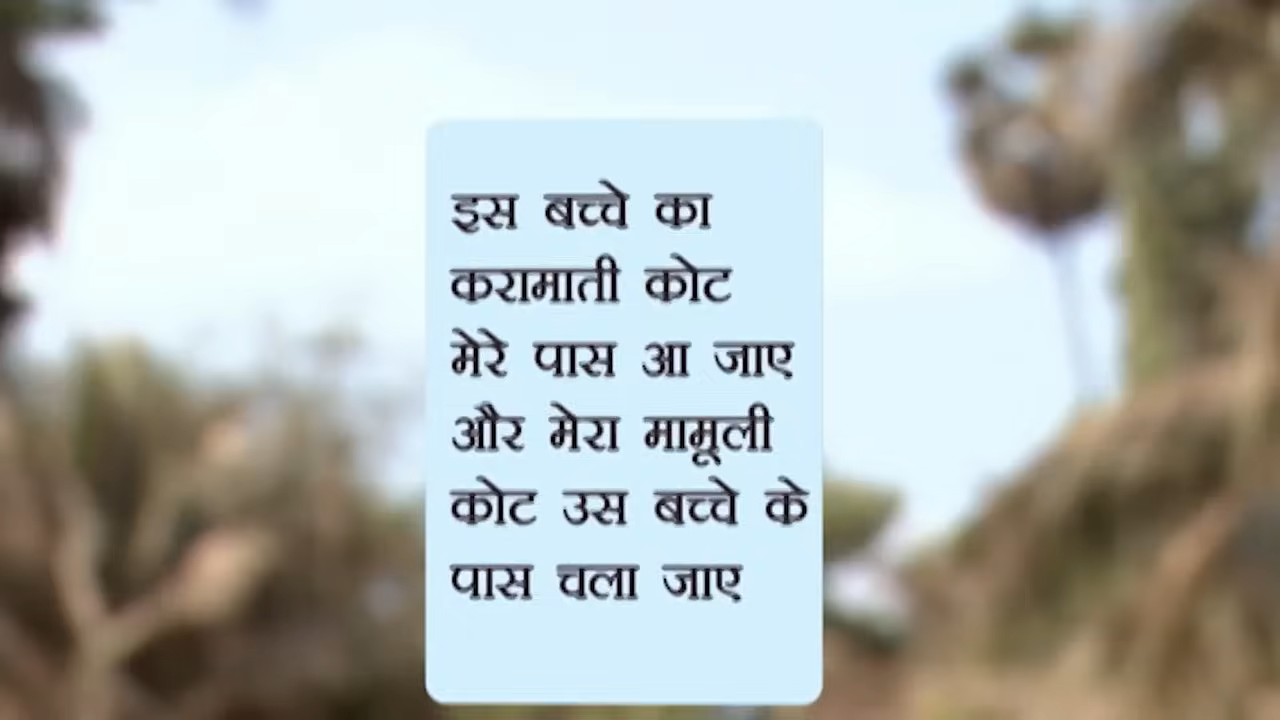 इस बच्चे का
करामाती कोट
मेरे पास आ जाए
और मेरा मामूली
कोट उस बच्चे के
पास चला जाए